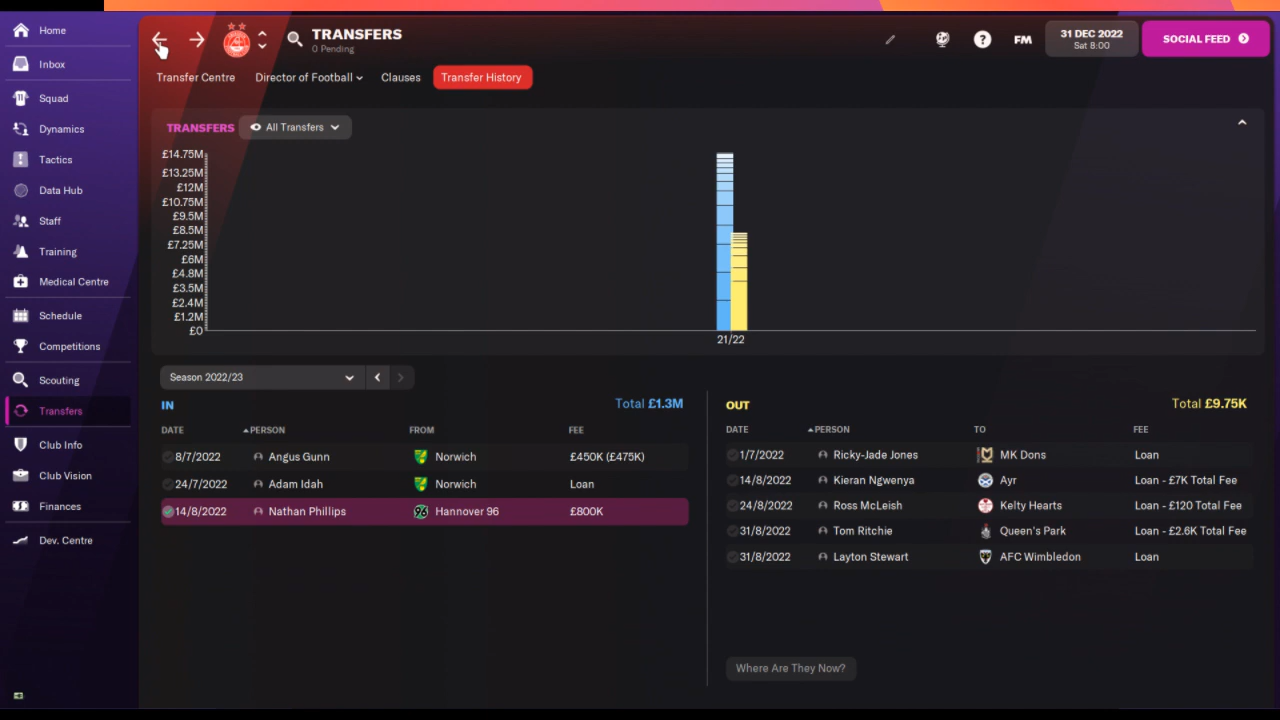 Home
Inbox
Squad
Dynamics
Tactics
Data Hub
Staff
Training
Medical Centre
Schedule
Competitions
Scouting
Transfers
Club Info
Club Vision
Finances
Dev. Centre
TRANSFERS
0 Pending
FM
31 DEC 2022
Sat 8:00
SOCIAL FEED
Transfer Centre Director of Football Clauses Transfer History
TRANSFERS All Transfers
£14.75M
£13.25M
£12M
£10.75M
£9.5M
£8.5M
£7.25M
£6M
£4.8M
£3.5M
£2.4M
£1.2M
£0
21/22
Season 2022/23
IN Total £1.3M
DATE PERSON FROM FEE
8/7/2022 Angus Gunn Norwich £450K (£475K)
24/7/2022 Adam Idah Norwich Loan
14/8/2022 Nathan Phillips Hannover 96 £800K
OUT Total £9.75K
DATE PERSON TO FEE
1/7/2022 Ricky-Jade Jones MK Dons Loan
14/8/2022 Kieran Ngwenya Ayr Loan - £7K Total Fee
24/8/2022 Ross McLeish Kelty Hearts Loan - £120 Total Fee
31/8/2022 Tom Ritchie Queen's Park Loan - £2.6K Total Fee
31/8/2022 Layton Stewart AFC Wimbledon Loan
Where Are They Now?